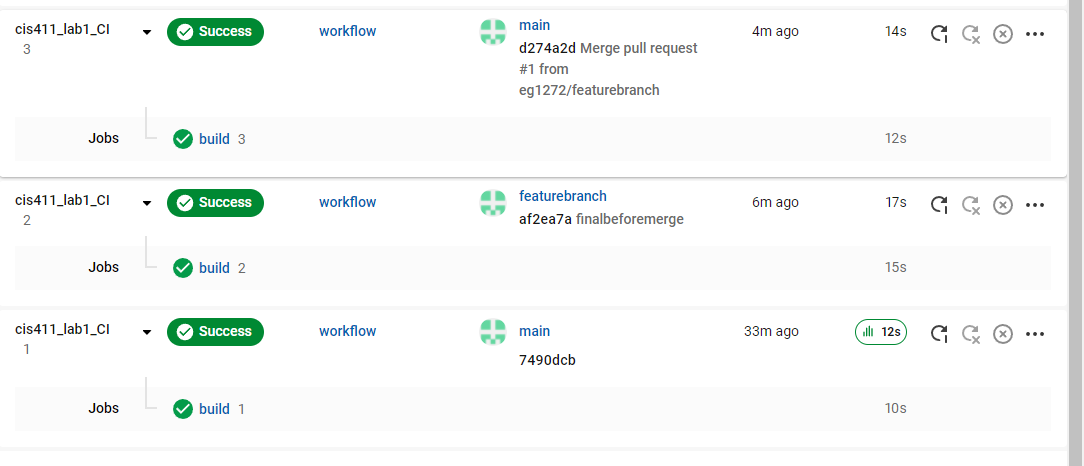 cis411_lab1_CI Success workflow main 4m ago 14s
3 d274a2d Merge pull request
#1 from
eg1272/featurebranch
Jobs build 3 12s
cis411_lab1_CI Success workflow featurebranch 6m ago 17s
2 af2ea7a finalbeforemerge
Jobs build 2 15s
cis411_lab1_CI Success workflow main 33m ago 12s
1 7490dcb
Jobs build 1 10s